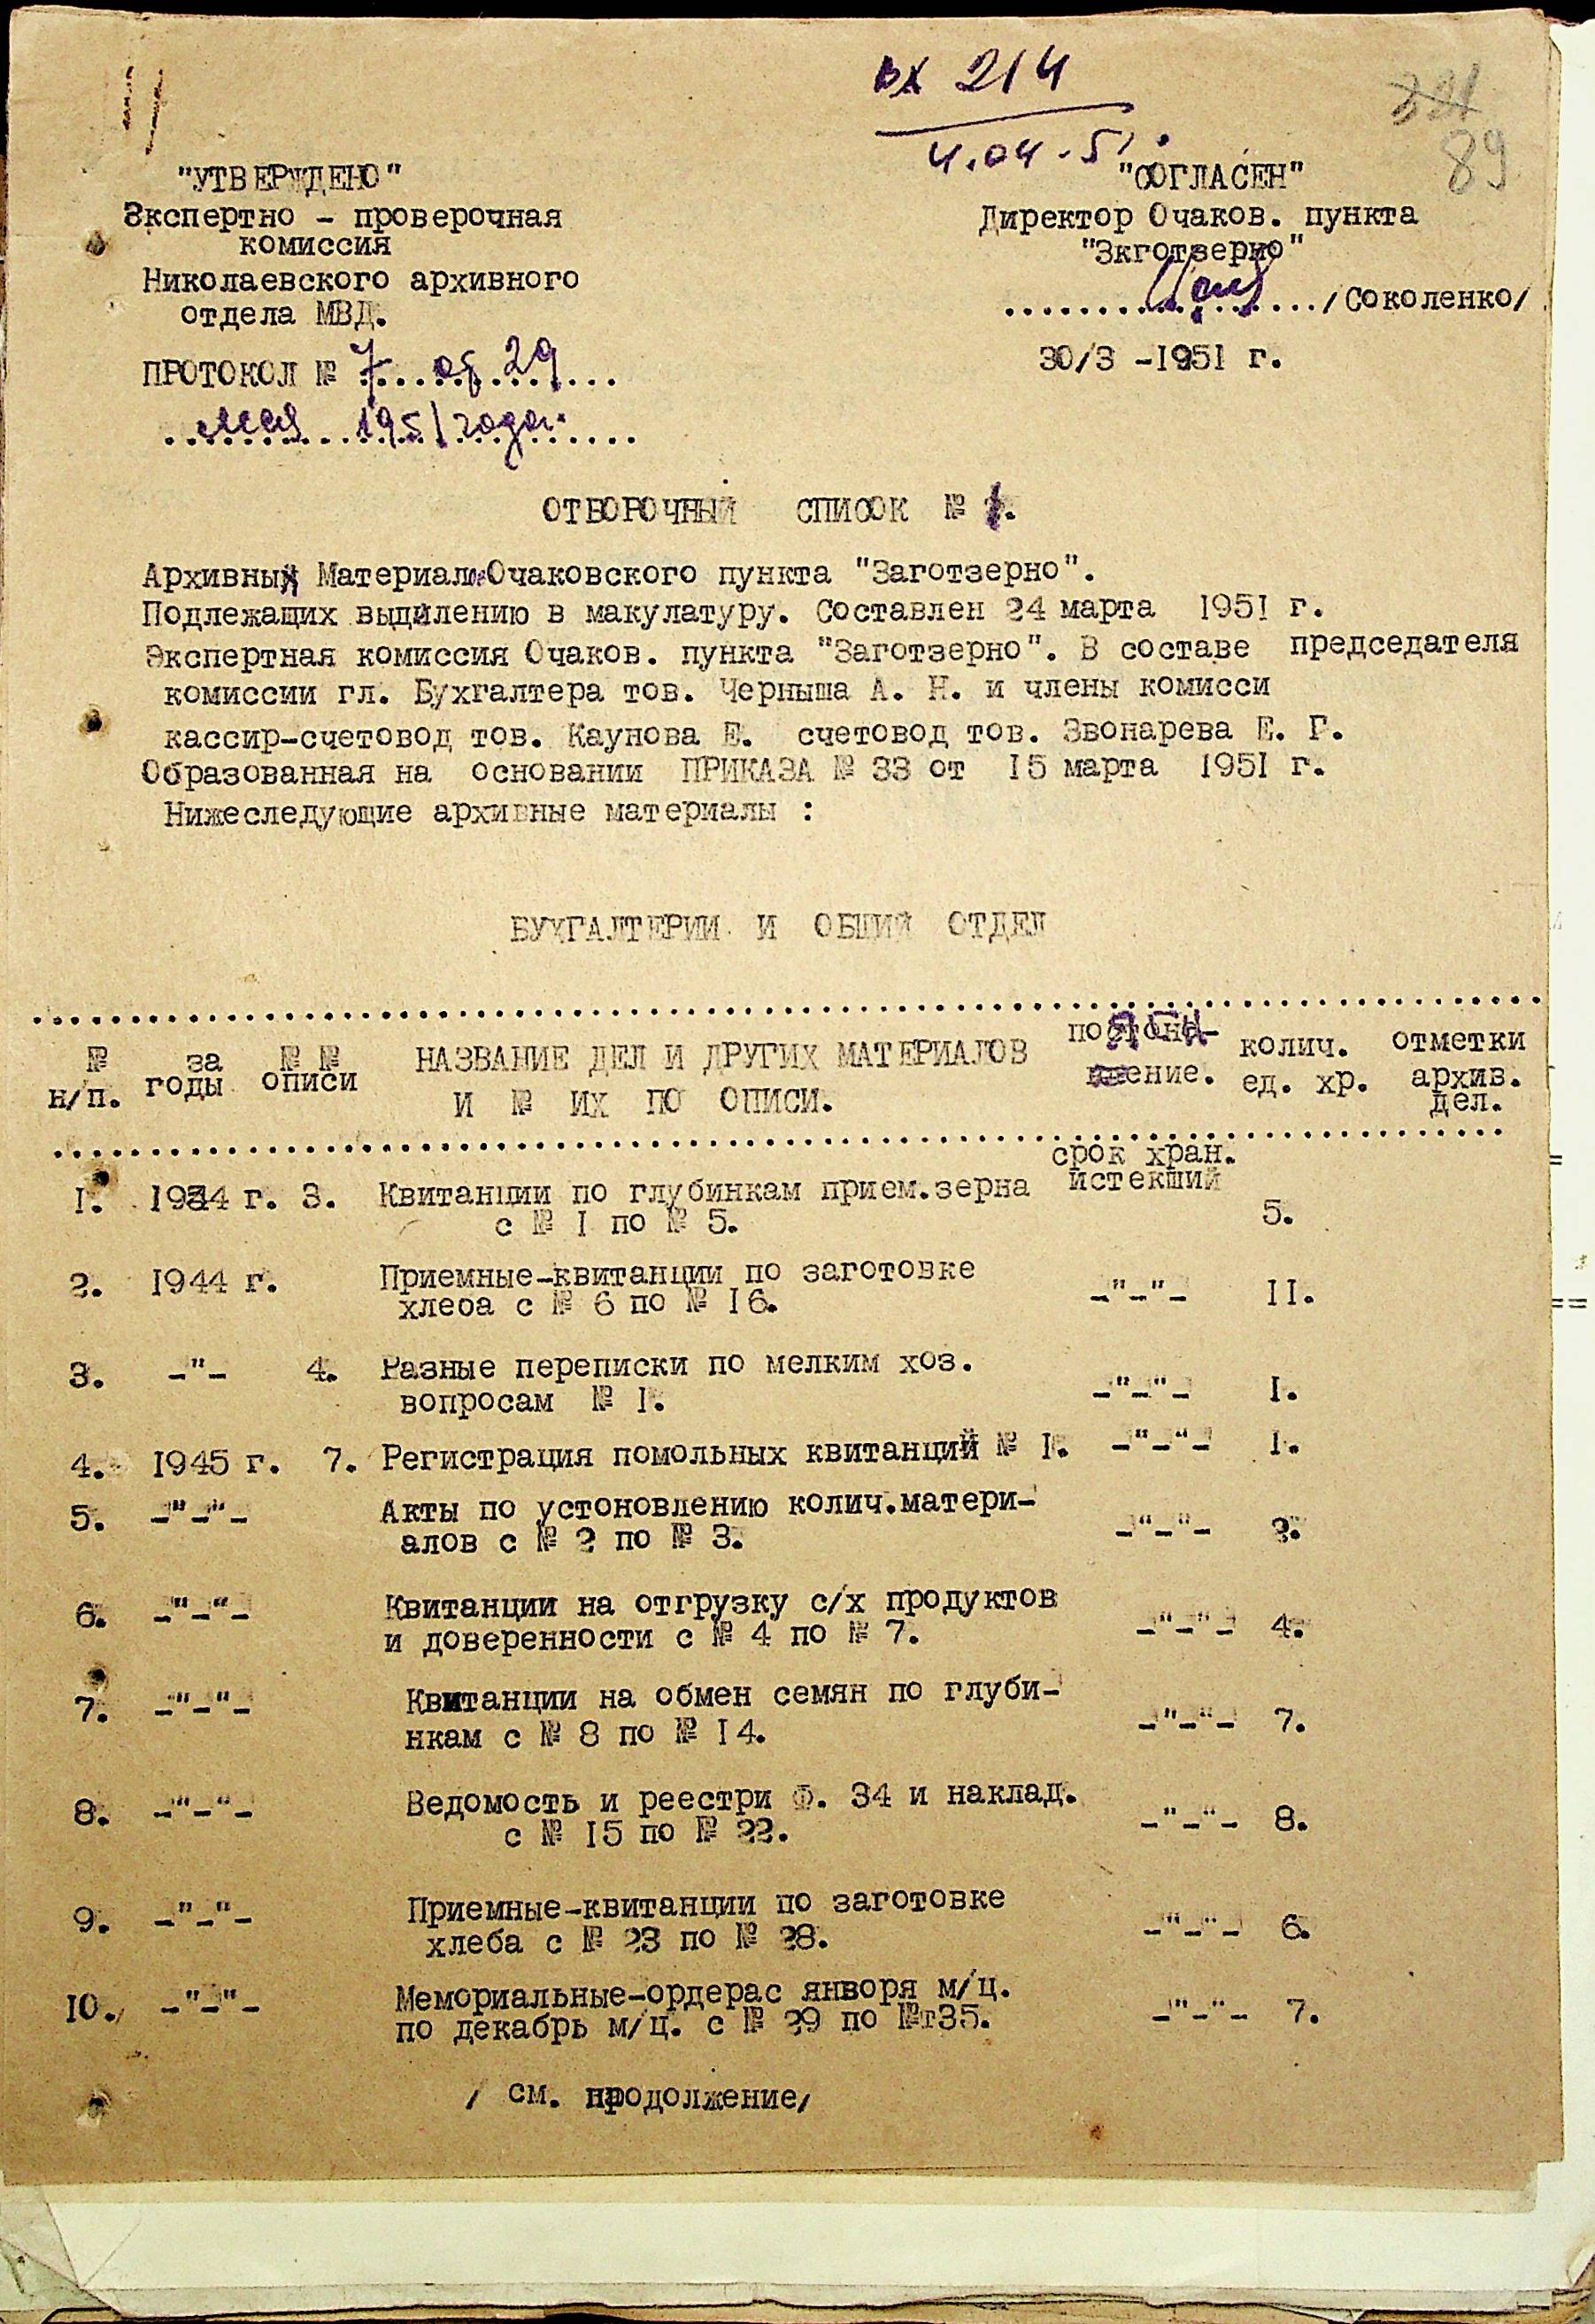 вх 214
4.04-51.
89
"УТВЕРЖДЕНО"
Экспертно - проверочная
комиссия
Николаевского архивного
отдела МВД.
ПРОТОКОЛ № 7 от 29
мая 1951 года
"СОГЛАСЕН"
Директор Очаков. пункта
"Зкготзерно"
/Соколенко/
30/3 -1951 г.
ОТБОРОЧНЫЙ СПИСОК № 1.
Архивный Материал Очаковского пункта "Заготзерно".
Подлежащих выдилению в макулатуру. Составлен 24 марта 1951 г.
Экспертная комиссия Очаков. пункта "Заготзерно". В составе председателя
комиссии гл. Бухгалтера тов. Черныша А. Н. и члены комисси
кассир-счетовод тов. Каунова Е. счетовод тов. Звонарева Е. Г.
Образованная на основании ПРИКАЗА № 33 от 15 марта 1951 г.
Нижеследующие архивные материалы :
БУХГАЛТЕРИИ И ОБЩИЙ ОТДЕЛ
№ н/п. за годы №№ описи НАЗВАНИЕ ДЕЛ И ДРУГИХ МАТЕРИАЛОВ И № ИХ ПО ОПИСИ. колич. ед. хр. отметки архив. дел.
срок хран.
1. 1944 г. 3. Квитанции по глубинкам прием.зерна истекший
с № 1 по № 5. 5.
2. 1944 г. Приемные-квитанции по заготовке
хлеба с № 6 по № 16. -"-"- 11.
3. -"- 4. Разные переписки по мелким хоз.
вопросам № 1. -"-"- 1.
4. 1945 г. 7. Регистрация помольных квитанций № 1. -"-"- 1.
5. -"-"- Акты по устоновлению колич.матери-
алов с № 2 по № 3. -"-"- 2.
6. -"-"- Квитанции на отгрузку с/х продуктов
и доверенности с № 4 по № 7. -"-"- 4.
7. -"-"- Квитанции на обмен семян по глуби-
нкам с № 8 по № 14. -"-"- 7.
8. -"-"- Ведомость и реестри Ф. 34 и наклад.
с № 15 по № 22. -"-"- 8.
9. -"-"- Приемные-квитанции по заготовке
хлеба с № 23 по № 28. -"-"- 6.
10. -"-"- Мемориальные-ордерас января м/ц.
по декабрь м/ц. с № 29 по №т35. -"-"- 7.
/ см. продолжение/